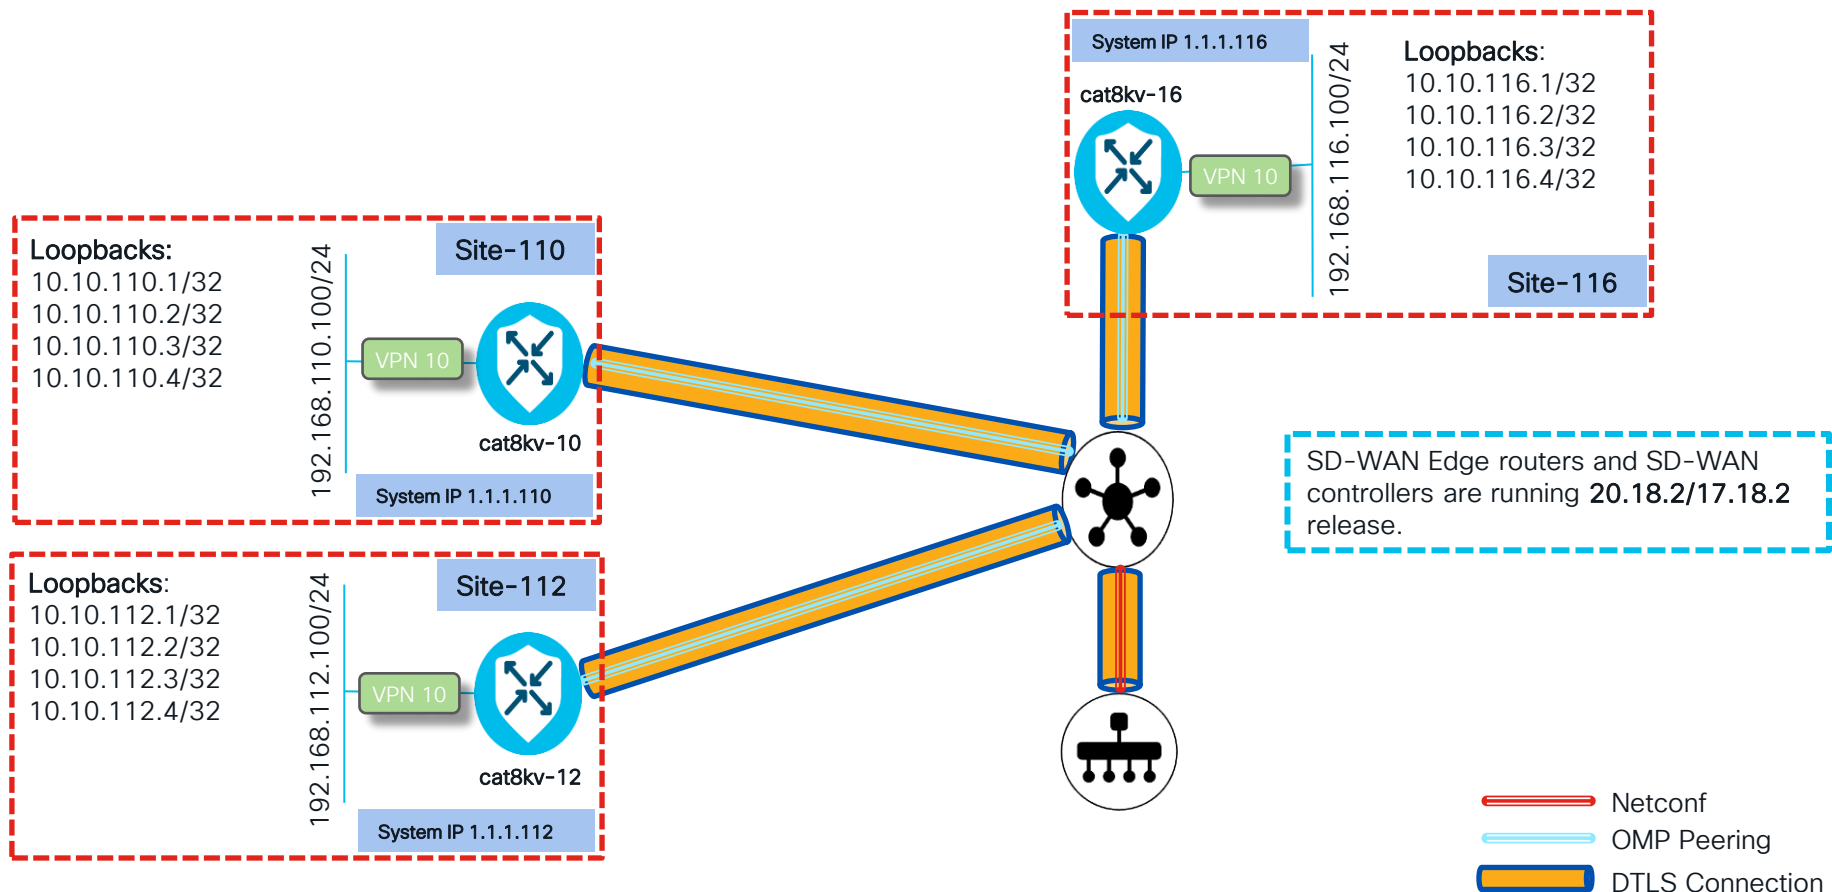 System IP 1.1.1.116
cat8kv-16
VPN 10
192.168.116.100/24
Loopbacks:
10.10.116.1/32
10.10.116.2/32
10.10.116.3/32
10.10.116.4/32
Site-116
Loopbacks:
10.10.110.1/32
10.10.110.2/32
10.10.110.3/32
10.10.110.4/32
192.168.110.100/24
Site-110
VPN 10
cat8kv-10
System IP 1.1.1.110
Loopbacks:
10.10.112.1/32
10.10.112.2/32
10.10.112.3/32
10.10.112.4/32
192.168.112.100/24
Site-112
VPN 10
cat8kv-12
System IP 1.1.1.112
SD-WAN Edge routers and SD-WAN
controllers are running 20.18.2/17.18.2
release.
Netconf
OMP Peering
DTLS Connection